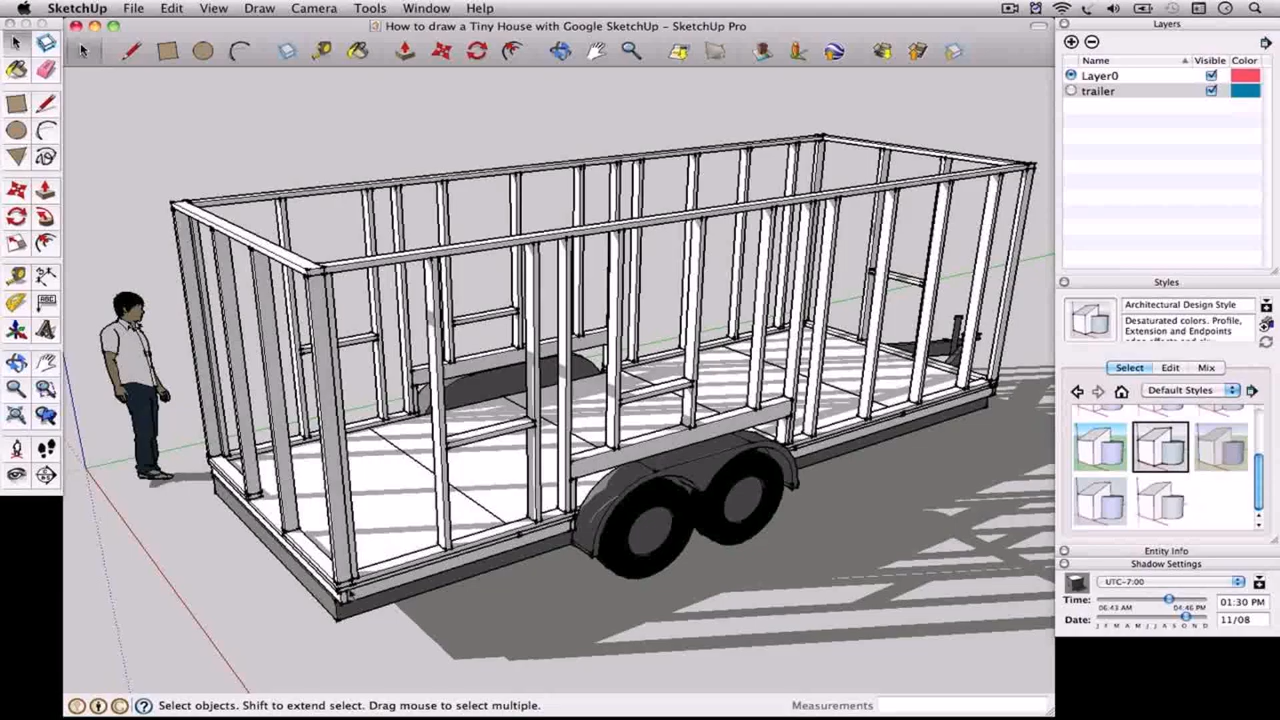 SketchUp File Edit View Draw Camera Tools Window Help
How to draw a Tiny House with Google SketchUp - SketchUp Pro
Layers
Name Visible Color
Layer0
trailer
Styles
Architectural Design Style
Desaturated colors. Profile,
Extension and Endpoints
Select Edit Mix
Default Styles
Entity Info
Shadow Settings
UTC-7:00
Time: 06:43 AM 04:46 PM 01:30 PM
Date: J F M A M J J A S O N D 11/08
Select objects. Shift to extend select. Drag mouse to select multiple.
Measurements